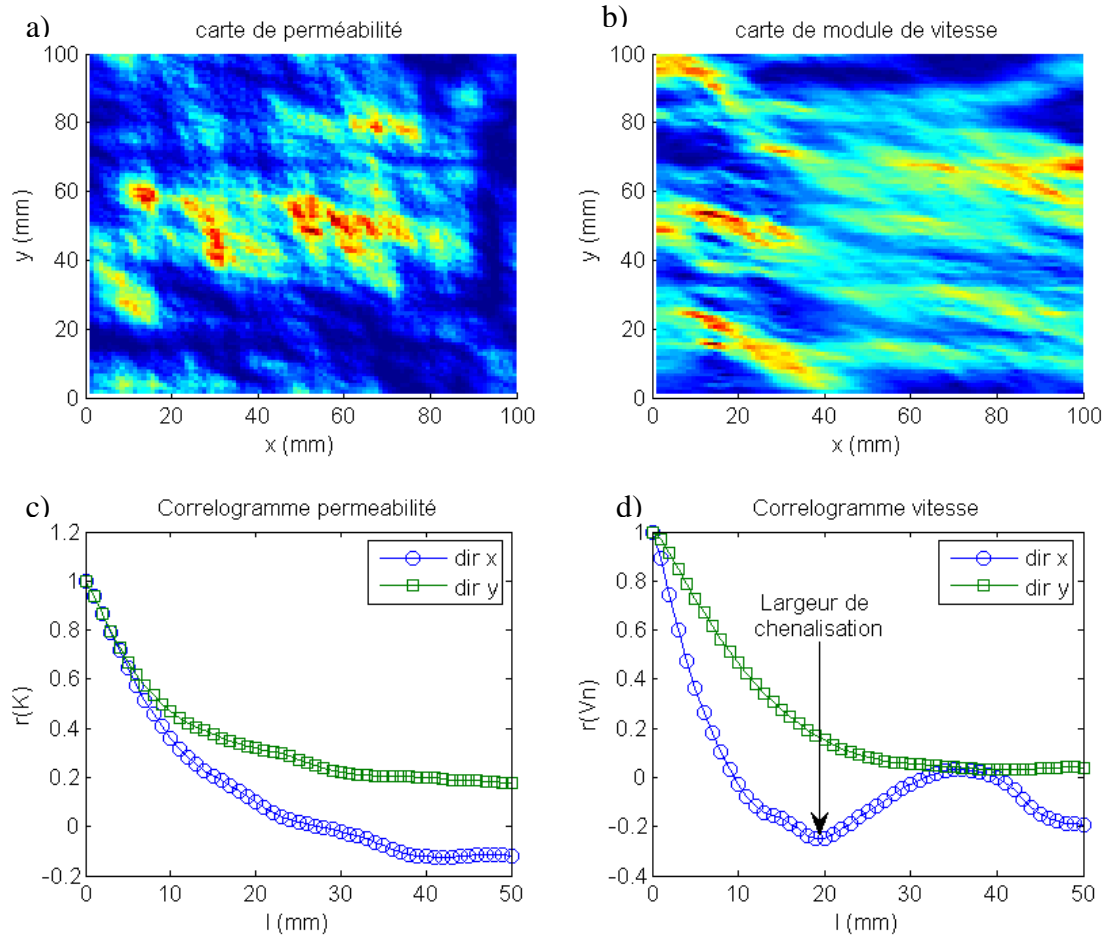 a)
carte de perméabilité
100
80
60
40
20
0
y (mm)
0 20 40 60 80 100
x (mm)
b)
carte de module de vitesse
100
80
60
40
20
0
y (mm)
0 20 40 60 80 100
x (mm)
c)
Correlogramme permeabilité
1.2
1
0.8
0.6
0.4
0.2
0
-0.2
r(K)
dir x
dir y
0 10 20 30 40 50
l (mm)
d)
Correlogramme vitesse
1
0.8
0.6
0.4
0.2
0
-0.2
-0.4
r(Vn)
dir x
dir y
Largeur de
chenalisation
0 10 20 30 40 50
l (mm)